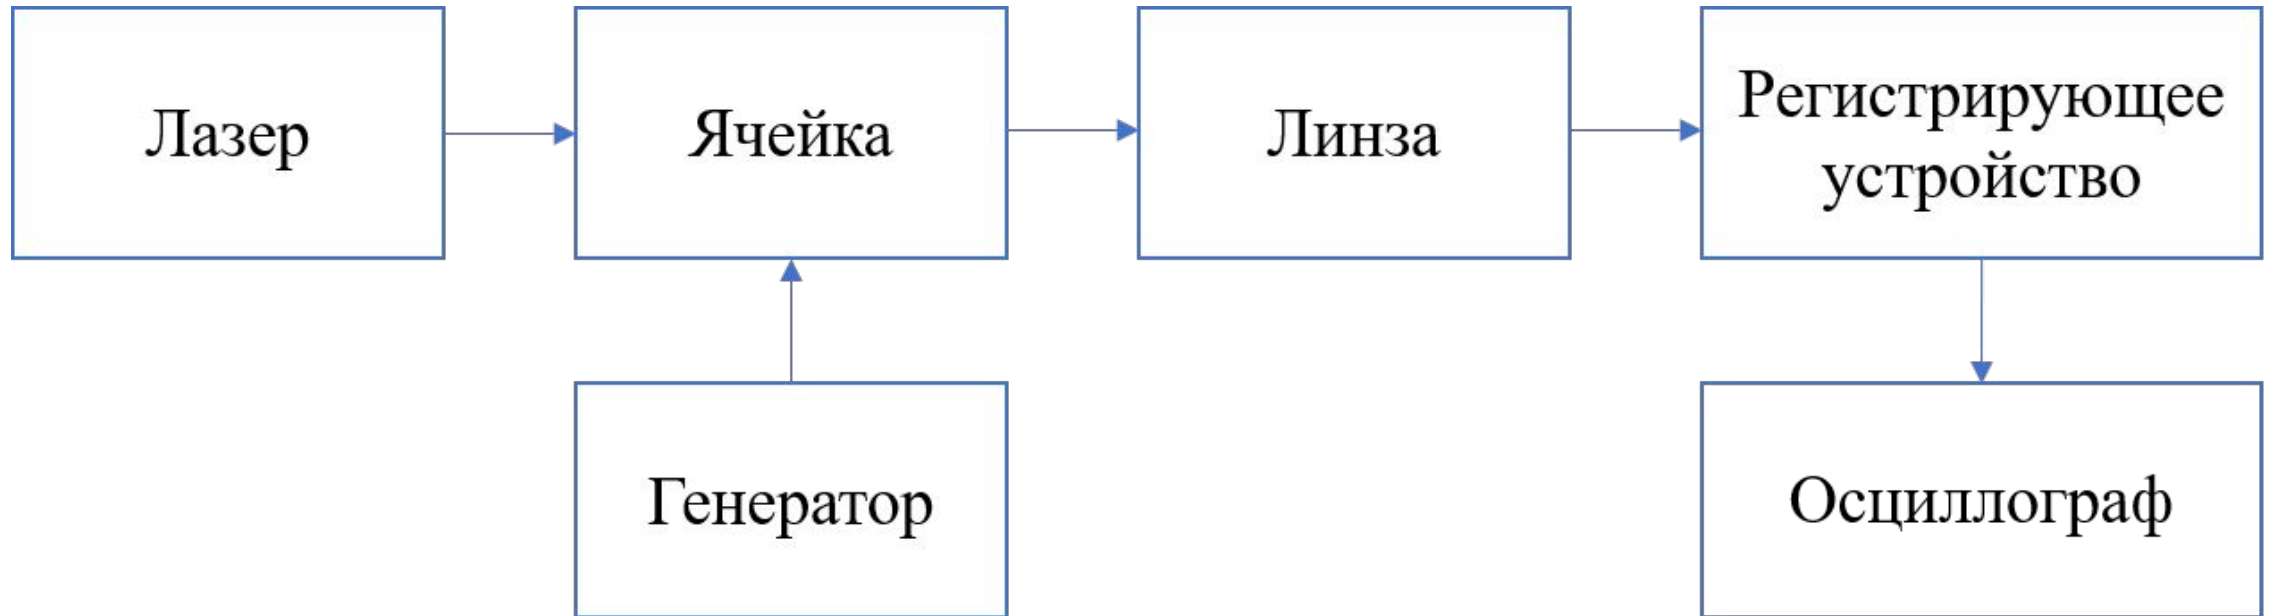 Лазер
Ячейка
Линза
Регистрирующее
устройство
Генератор
Осциллограф